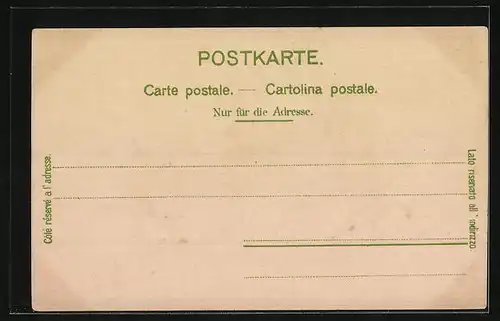 POSTKARTE.
Carte postale. — Cartolina postale.
Nur für die Adresse.
Côté réservé a l'adresse.
Lato riservato all' indirizzo